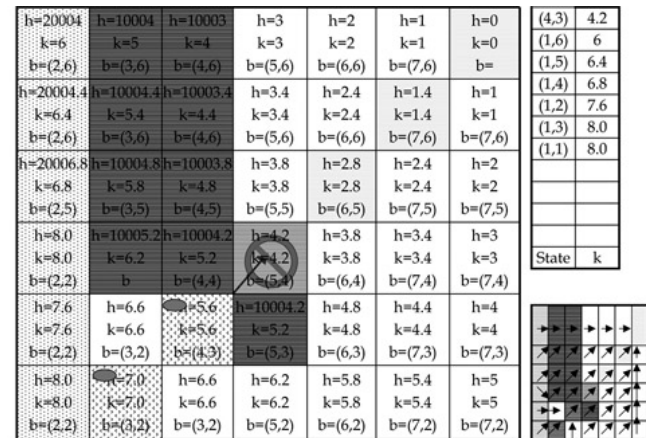 h=20004 h=10004 h=10003 h=3 h=2 h=1 h=0
k=6 k=5 k=4 k=3 k=2 k=1 k=0
b=(2,6) b=(3,6) b=(4,6) b=(5,6) b=(6,6) b=(7,6) b=
h=20004.4 h=10004.4 h=10003.4 h=3.4 h=2.4 h=1.4 h=1
k=6.4 k=5.4 k=4.4 k=3.4 k=2.4 k=1.4 k=1
b=(2,6) b=(3,6) b=(4,6) b=(5,6) b=(6,6) b=(7,6) b=(7,6)
h=20006.8 h=10004.8 h=10003.8 h=3.8 h=2.8 h=2.4 h=2
k=6.8 k=5.8 k=4.8 k=3.8 k=2.8 k=2.4 k=2
b=(2,5) b=(3,5) b=(4,5) b=(5,5) b=(6,5) b=(7,5) b=(7,5)
h=8.0 h=10005.2 h=10004.2 h=4.2 h=3.8 h=3.4 h=3
k=8.0 k=6.2 k=5.2 k=4.2 k=3.8 k=3.4 k=3
b=(2,2) b b=(4,4) b=(5,4) b=(6,4) b=(7,4) b=(7,4)
h=7.6 h=6.6 =5.6 h=10004.2 h=4.8 h=4.4 h=4
k=7.6 k=6.6 k=5.6 k=5.2 k=4.8 k=4.4 k=4
b=(2,2) b=(3,2) b=(4,3) b=(5,3) b=(6,3) b=(7,3) b=(7,3)
h=8.0 =7.0 h=6.6 h=6.2 h=5.8 h=5.4 h=5
k=8.0 k=7.0 k=6.6 k=6.2 k=5.8 k=5.4 k=5
b=(2,2) b=(3,2) b=(3,2) b=(5,2) b=(6,2) b=(7,2) b=(7,2)
(4,3) 4.2
(1,6) 6
(1,5) 6.4
(1,4) 6.8
(1,2) 7.6
(1,3) 8.0
(1,1) 8.0
State k